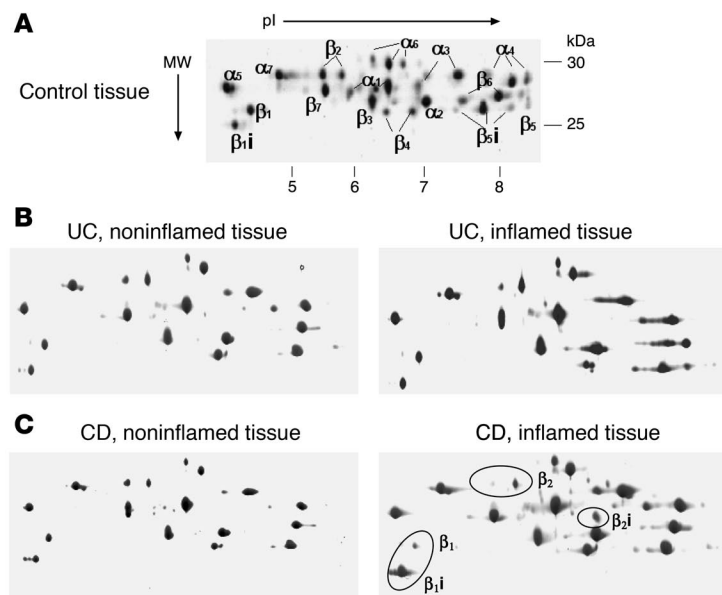 A
pI
kDa
MW
Control tissue
α5
α7
β2
α6
α3
α4
30
α1
β6
β1
β7
β3
α2
β1i
β4
β5i
β5
25
5
6
7
8
B
UC, noninflamed tissue
UC, inflamed tissue
C
CD, noninflamed tissue
CD, inflamed tissue
β2
β2i
β1
β1i